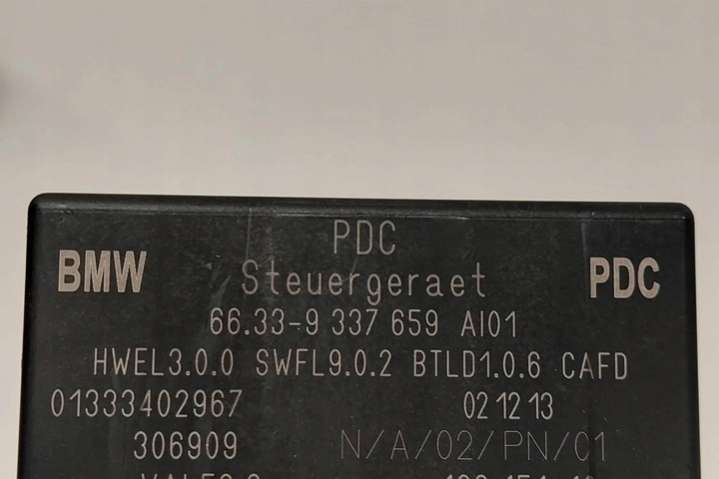 PDC
BMW Steuergeraet PDC
66.33-9 337 659 AI01
HWEL3.0.0 SWFL9.0.2 BTLD1.0.6 CAFD
01333402967 02 12 13
306909 N/A/02/PN/01